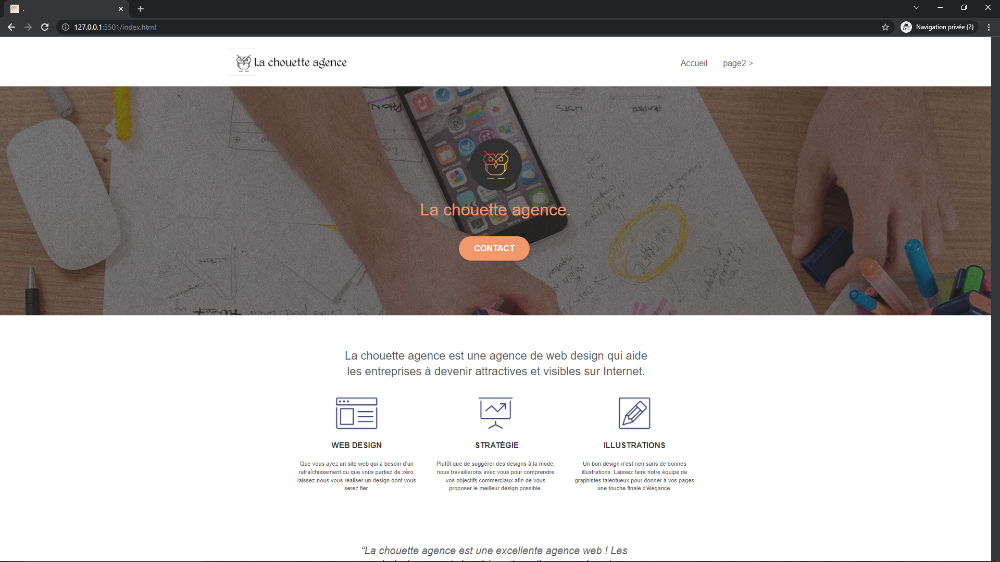 .
127.0.0.1:5501/index.html
Navigation privée (2)
La chouette agence
Accueil
page2 >
PHON
LISTS
HEADER
La chouette agence.
CONTACT
INFOGRAFIC
La chouette agence est une agence de web design qui aide
les entreprises à devenir attractives et visibles sur Internet.
WEB DESIGN
Que vous ayez un site web qui a besoin d'un
rafraîchissement ou que vous partiez de zéro,
laissez-nous vous réaliser un design dont vous
serez fier.
STRATÉGIE
Plutôt que de suggérer des designs à la mode,
nous travaillerons avec vous pour comprendre
vos objectifs commerciaux afin de vous
proposer le meilleur design possible.
ILLUSTRATIONS
Un bon design n'est rien sans de bonnes
illustrations. Laissez faire notre équipe de
graphistes talentueux pour donner à vos pages
une touche finale d'élégance.
“La chouette agence est une excellente agence web ! Les